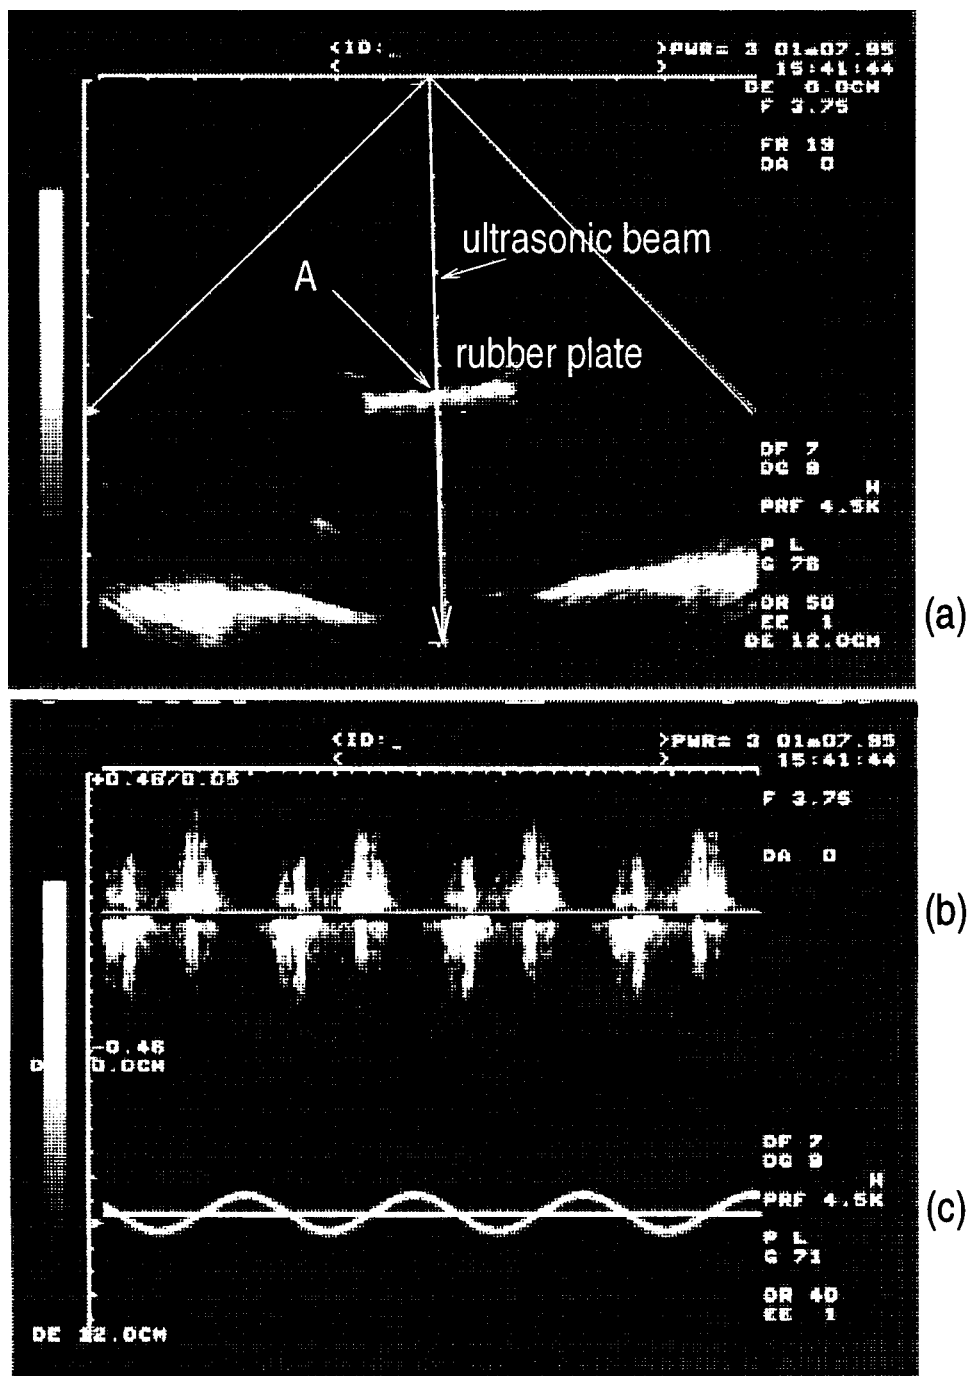 <ID:_ >PWR= 3 01m07.95
< > 15:41:44
DE 0.0CM
F 3.75
FR 19
DA 0
ultrasonic beam
A
rubber plate
DF 7
DG 9
H
PRF 4.5K
P L
G 78
DR 50
EE 1
DE 12.0CM
(a)
<ID:_ >PWR= 3 01m07.95
< > 15:41:44
+0.46/0.05
F 3.75
DA 0
(b)
-0.46
0.0CM
DF 7
DG 9
H
PRF 4.5K
(c)
P L
G 71
DR 40
EE 1
DE 12.0CM